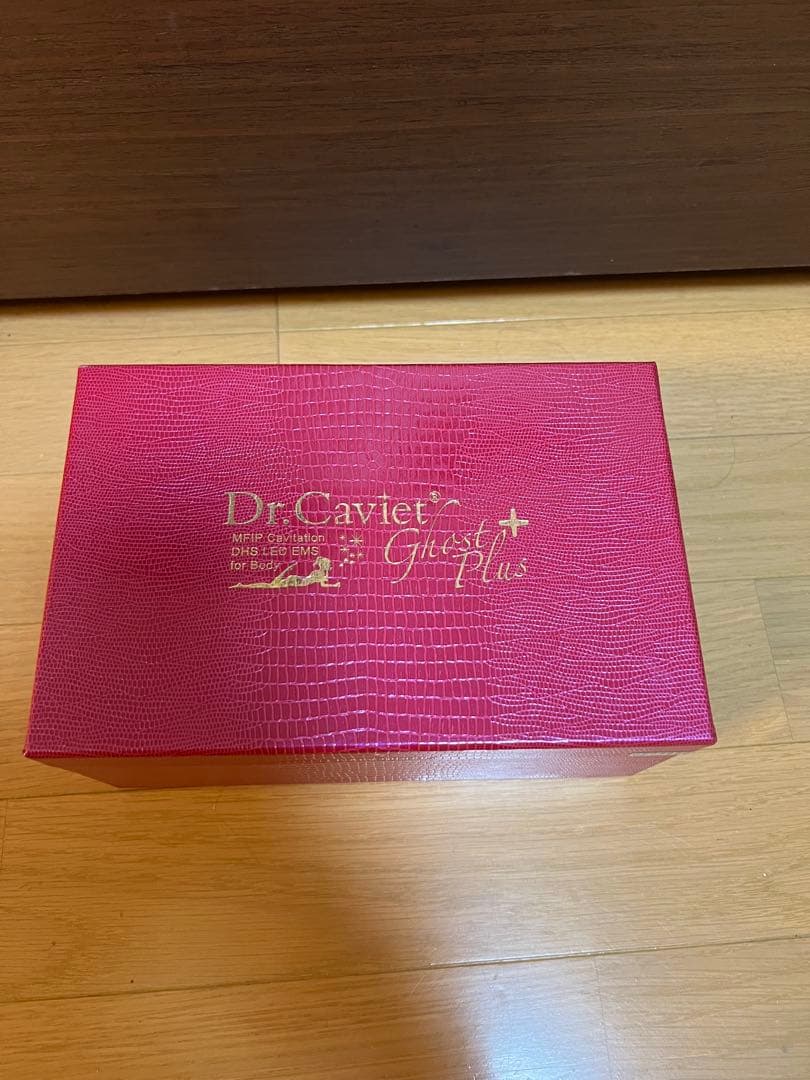 Dr.Caviet®
MFIP Cavitation
DHS LED EMS
for Body
Ghost +
Plus